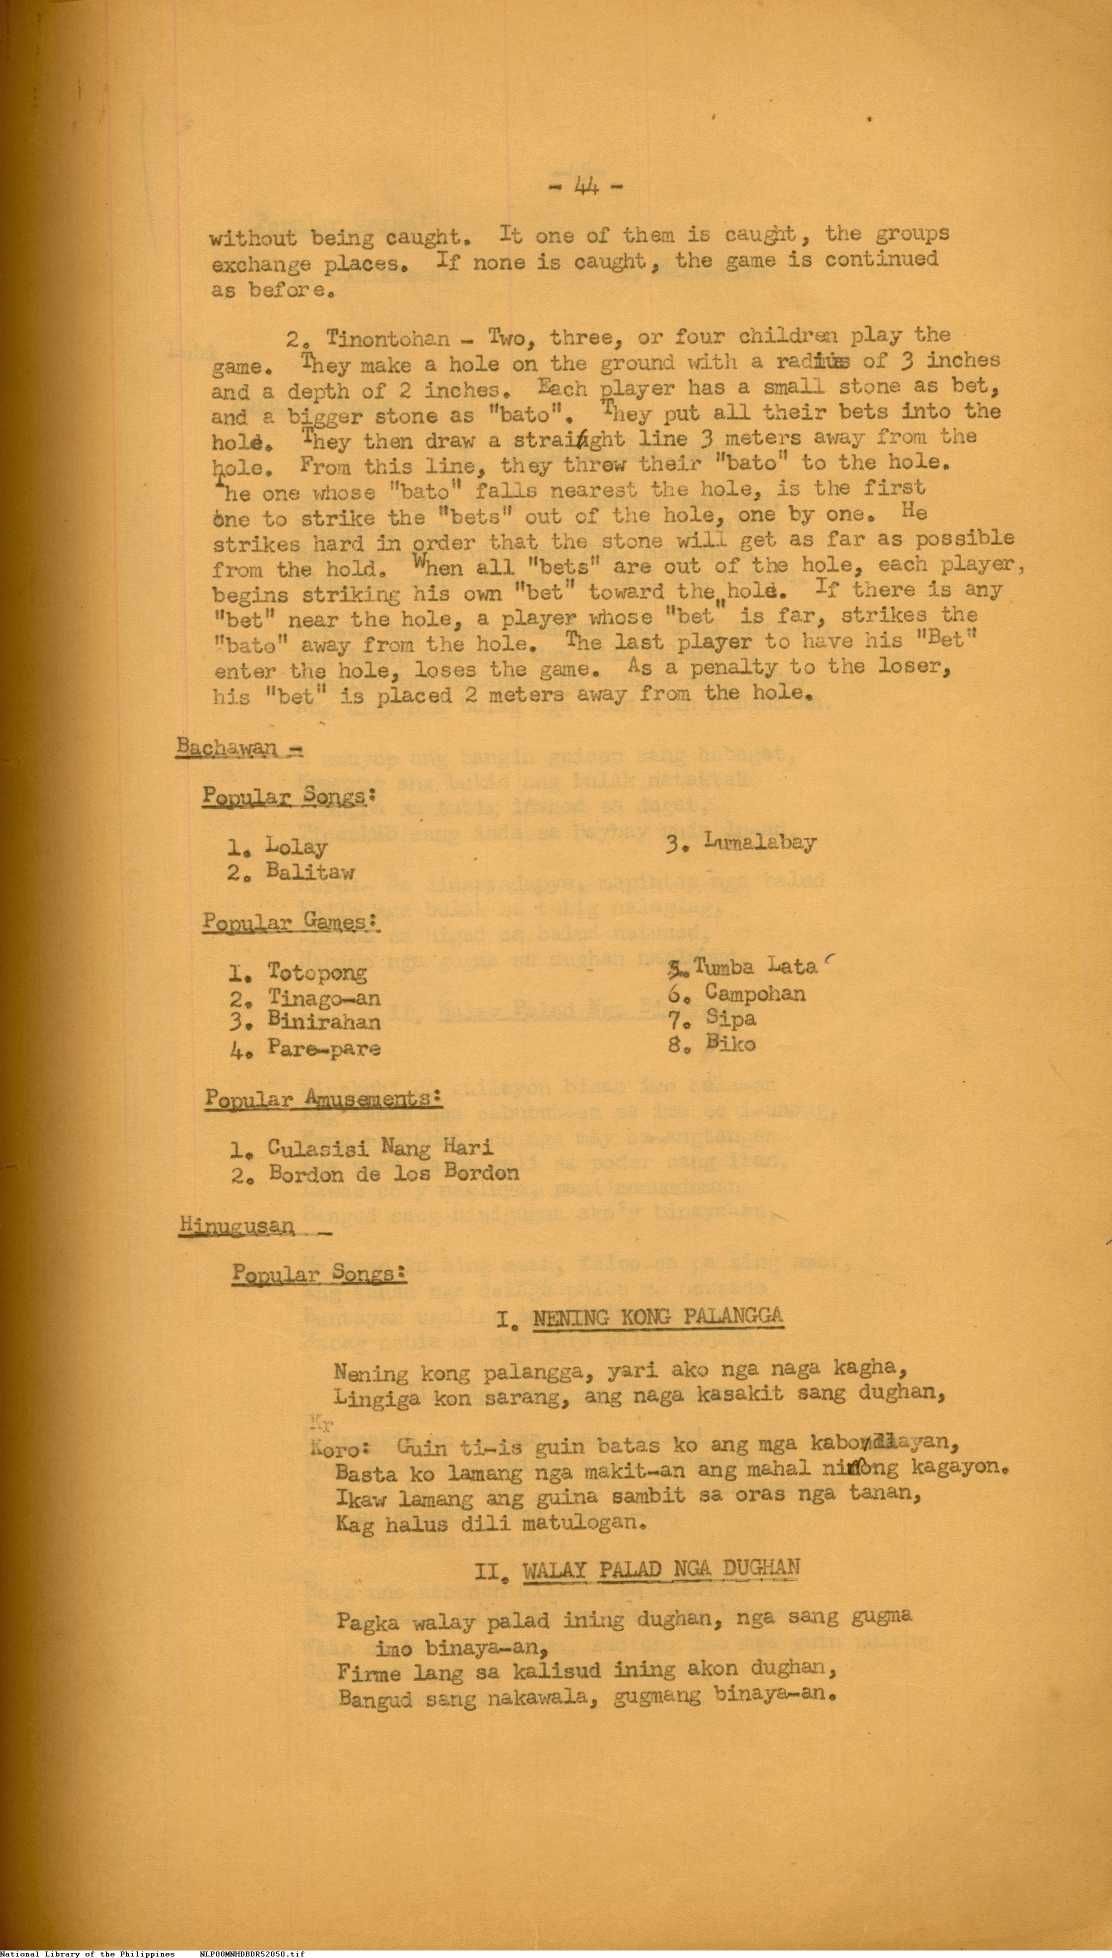 - 44 -
without being caught. It one of them is caught, the groups
exchange places. If none is caught, the game is continued
as before.
2. Tinontohan - Two, three, or four children play the
game. They make a hole on the ground with a radius of 3 inches
and a depth of 2 inches. Each player has a small stone as bet,
and a bigger stone as "bato". They put all their bets into the
hole. They then draw a straight line 3 meters away from the
hole. From this line, they threw their "bato" to the hole.
The one whose "bato" falls nearest the hole, is the first
one to strike the "bets" out of the hole, one by one. He
strikes hard in order that the stone will get as far as possible
from the hold. When all "bets" are out of the hole, each player,
begins striking his own "bet" toward the hole. If there is any
"bet" near the hole, a player whose "bet" is far, strikes the
"bato" away from the hole. The last player to have his "Bet"
enter the hole, loses the game. As a penalty to the loser,
his "bet" is placed 2 meters away from the hole.
Bachawan -
Popular Songs:
1. Lolay
2. Balitaw
3. Lumalabay
Popular Games:
1. Totopong
2. Tinago-an
3. Binirahan
4. Pare-pare
5. Tumba Lata
6. Campohan
7. Sipa
8. Biko
Popular Amusements:
1. Culasisi Nang Hari
2. Bordon de los Bordon
Hinugusan -
Popular Songs:
I. NENING KONG PALANGGA
Nening kong palangga, yari ako nga naga kagha,
Lingiga kon sarang, ang naga kasakit sang dughan,
Kr
Koro: Guin ti-is guin batas ko ang mga
Basta ko lamang nga makit-an ang mahal kagayon.
Ikaw lamang ang guina sambit sa oras nga tanan,
Kag halus dili matulogan.
II. WALAY PALAD NGA DUGHAN
Pagka walay palad ining dughan, nga sang gugma
imo binaya-an,
Firme lang sa kalisud ining akon dughan,
Bangud sang nakawala, gugmang binaya-an.
National Library of the Philippines NLP00MNHDBDRS2050.tif